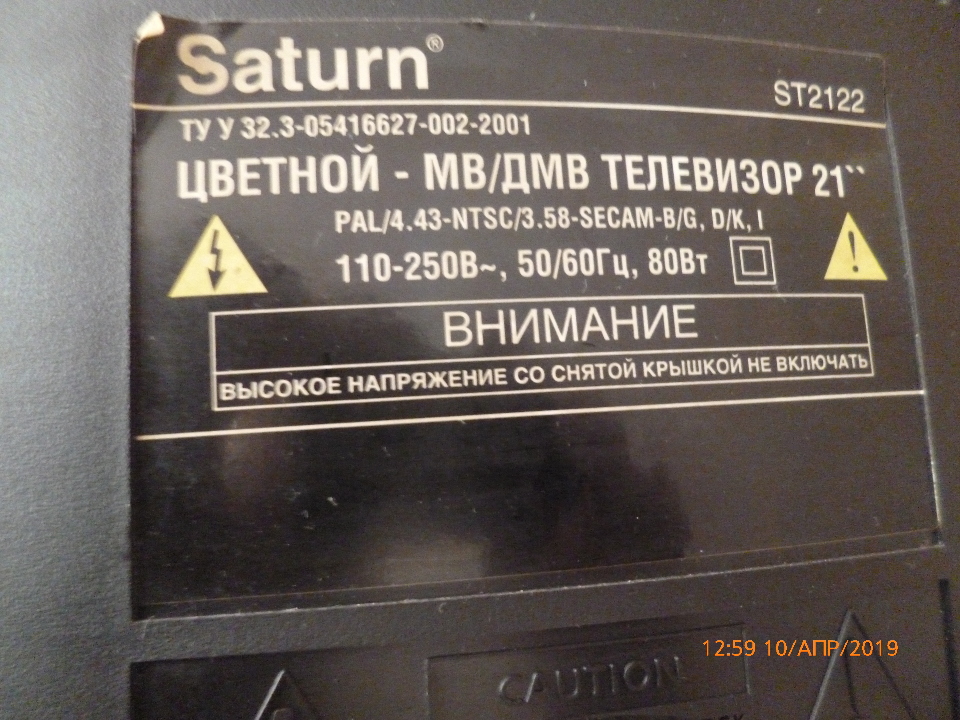 Saturn®
ST2122
ТУ У 32.3-05416627-002-2001
ЦВЕТНОЙ - МВ/ДМВ ТЕЛЕВИЗОР 21``
PAL/4.43-NTSC/3.58-SECAM-B/G, D/K, I
110-250В~, 50/60Гц, 80Вт
ВНИМАНИЕ
ВЫСОКОЕ НАПРЯЖЕНИЕ СО СНЯТОЙ КРЫШКОЙ НЕ ВКЛЮЧАТЬ
12:59 10/АПР/2019
CAUTION